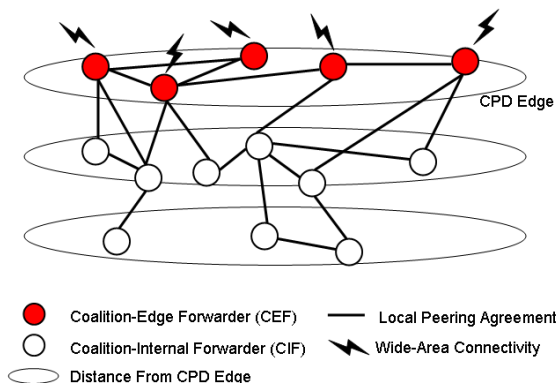 CPD Edge
Coalition-Edge Forwarder (CEF)
Local Peering Agreement
Coalition-Internal Forwarder (CIF)
Wide-Area Connectivity
Distance From CPD Edge